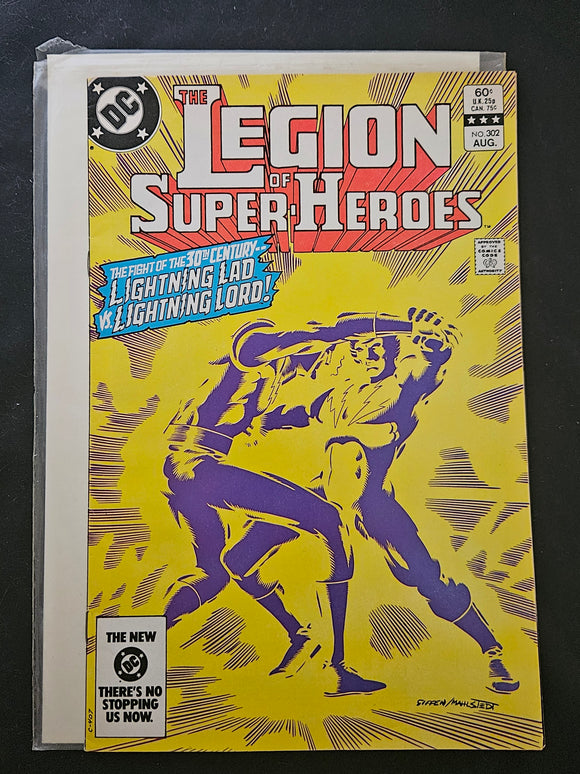 DC
THE
LEGION
OF
SUPER-HEROES™
60¢
U.K. 25p
CAN. 75¢
NO. 302
AUG.
APPROVED
BY THE
COMICS
CODE
AUTHORITY
THE FIGHT OF THE 30TH CENTURY--
LIGHTNING LAD
VS. LIGHTNING LORD!
THE NEW
DC
THERE'S NO
STOPPING
US NOW.
GIFFEN/MAHLSTEDT